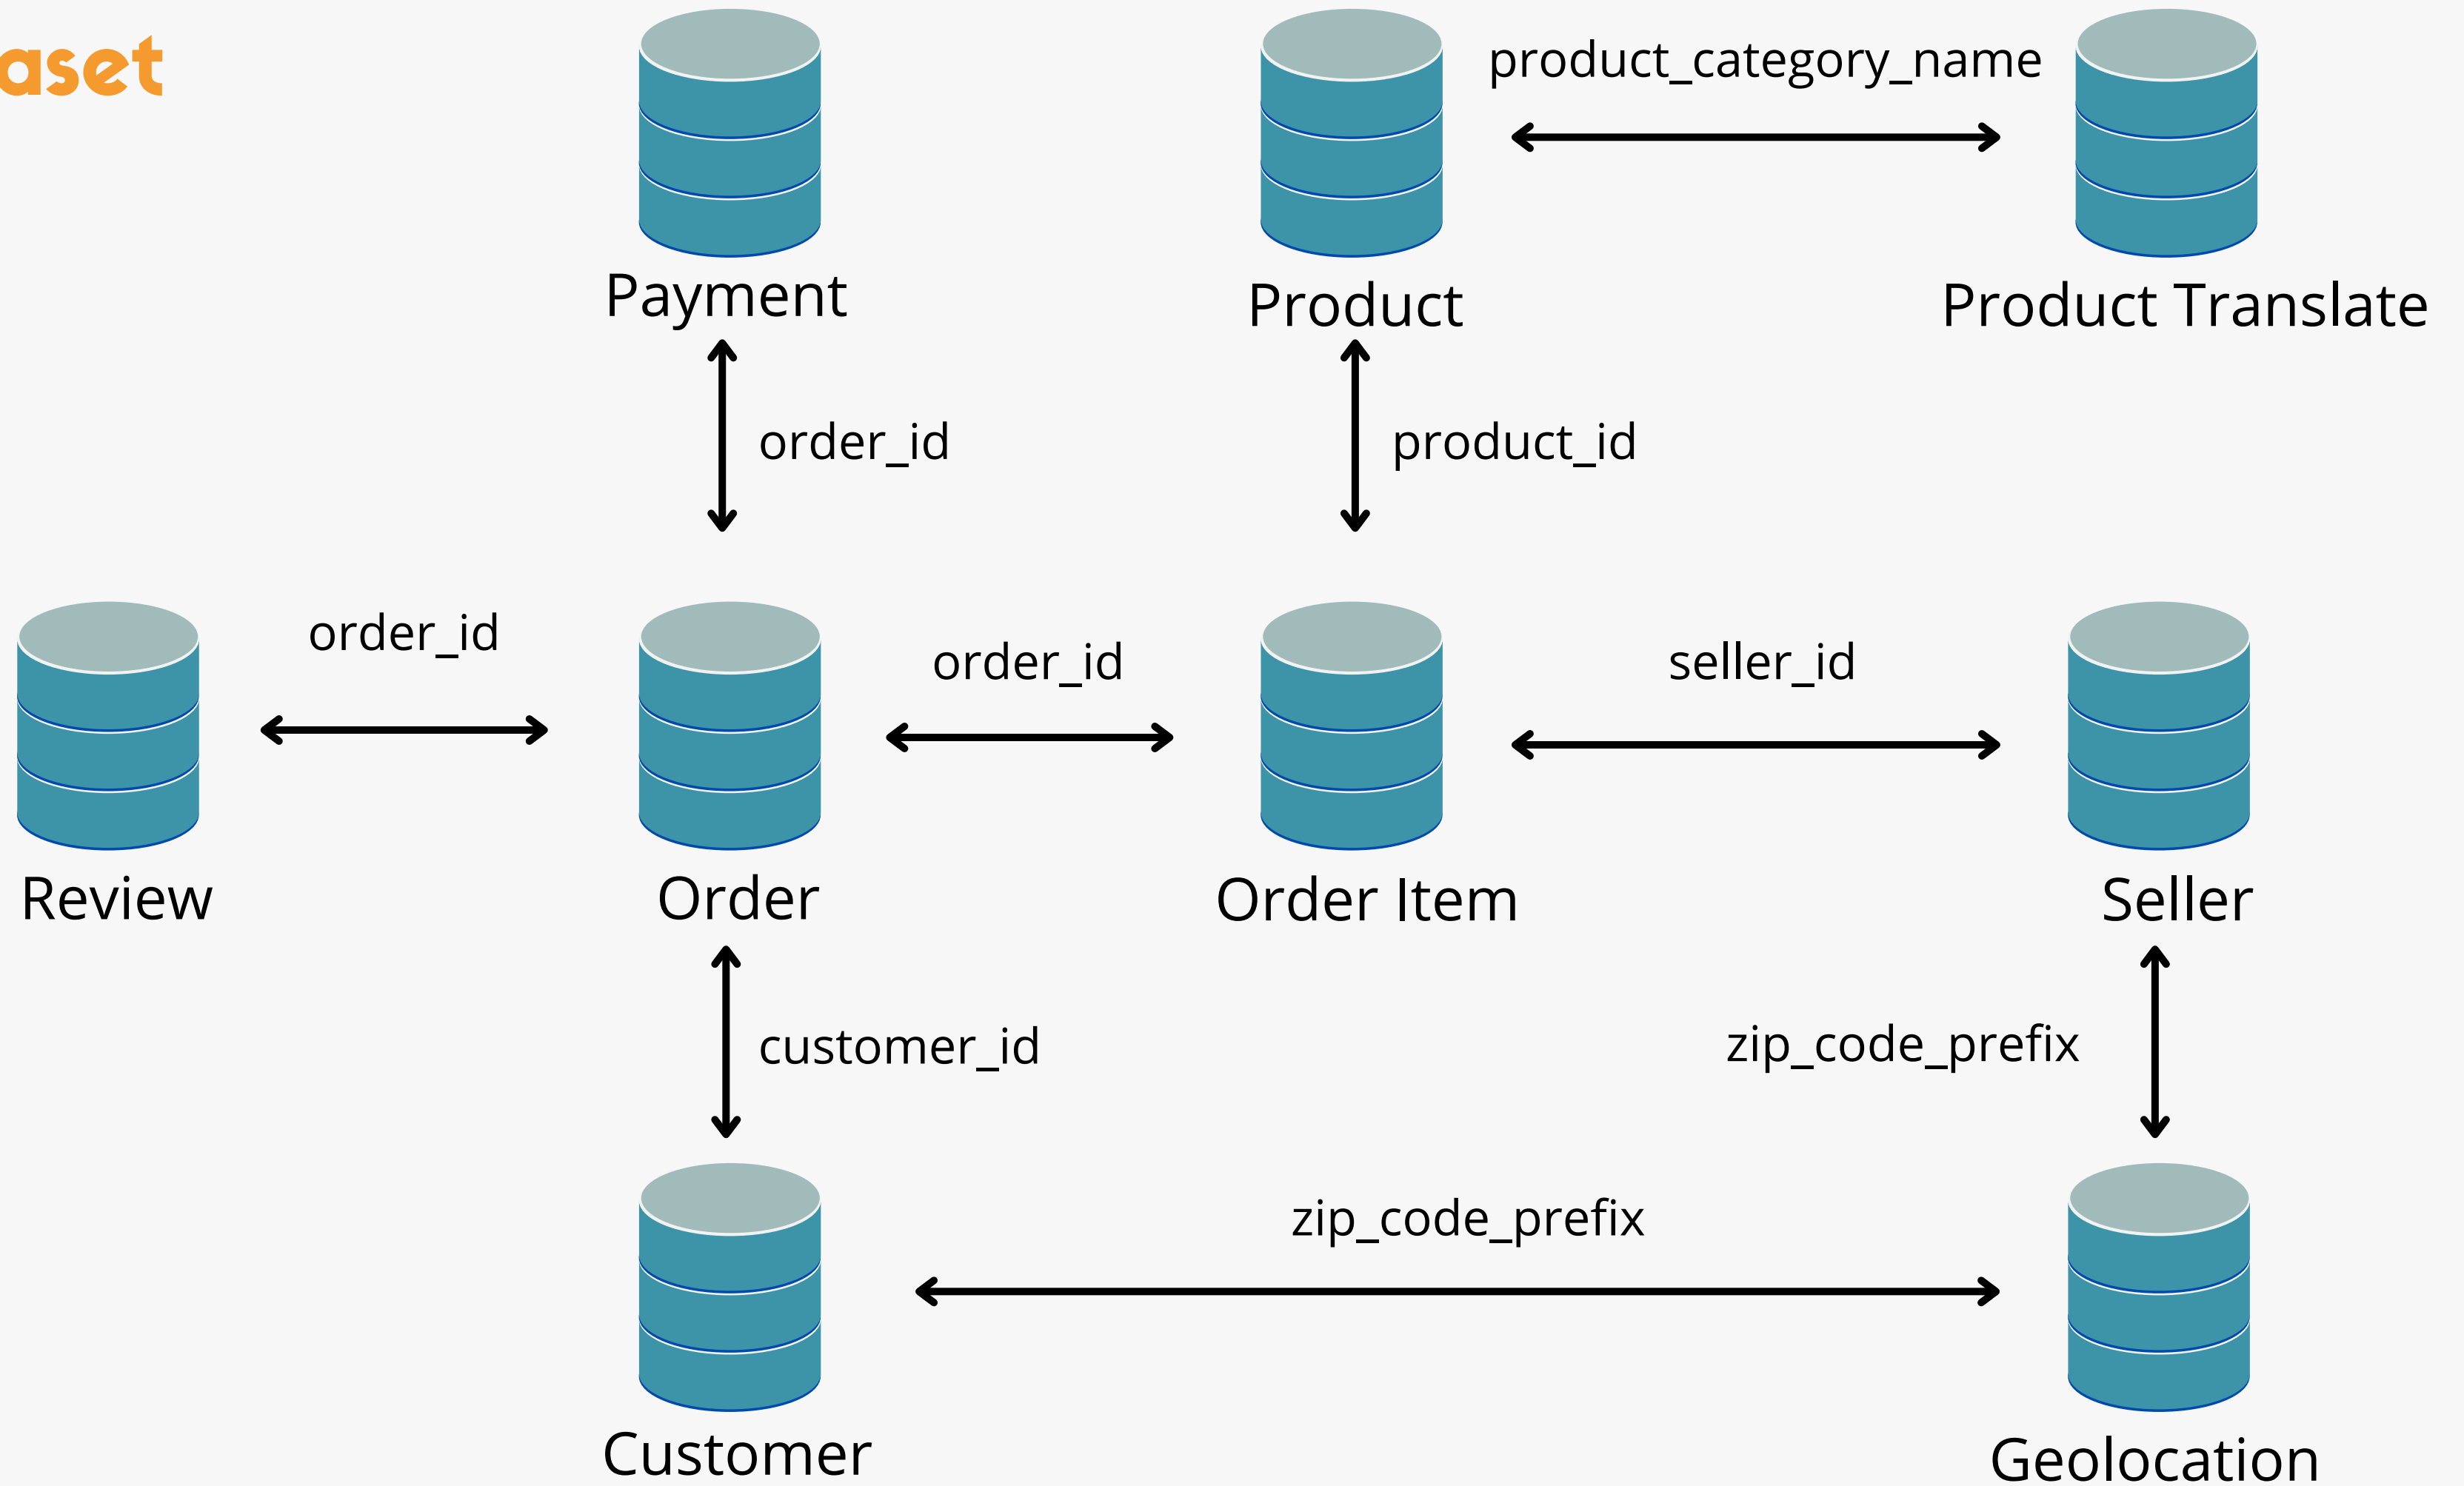 aset
product_category_name
Payment
Product
Product Translate
order_id
product_id
order_id
order_id
seller_id
Review
Order
Order Item
Seller
customer_id
zip_code_prefix
zip_code_prefix
Customer
Geolocation